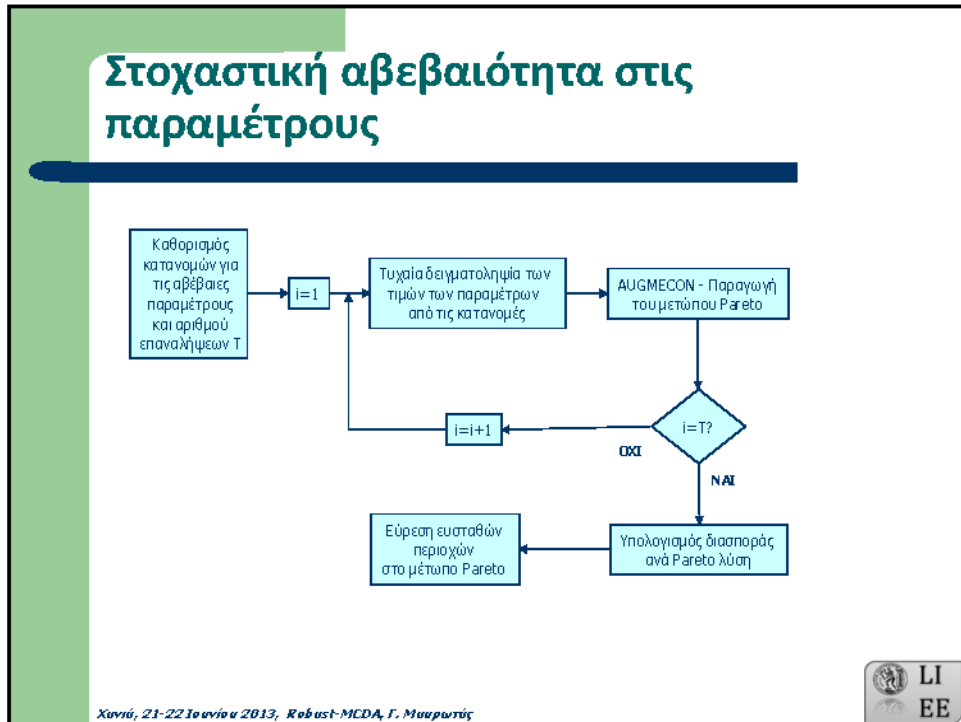 Στοχαστική αβεβαιότητα στις
παραμέτρους
Καθορισμός
κατανομών για
τις αβέβαιες
παραμέτρους
και αριθμού
επαναλήψεων T
i=1
Τυχαία δειγματοληψία των
τιμών των παραμέτρων
από τις κατανομές
AUGMECON - Παραγωγή
του μετώπου Pareto
i=T?
ΟΧΙ
i=i+1
ΝΑΙ
Υπολογισμός διασποράς
ανά Pareto λύση
Εύρεση ευσταθών
περιοχών
στο μέτωπο Pareto
Χανιά, 21-22 Ιουνίου 2013, Robust-MCDA, Γ. Μαυρωτάς
LI
EE